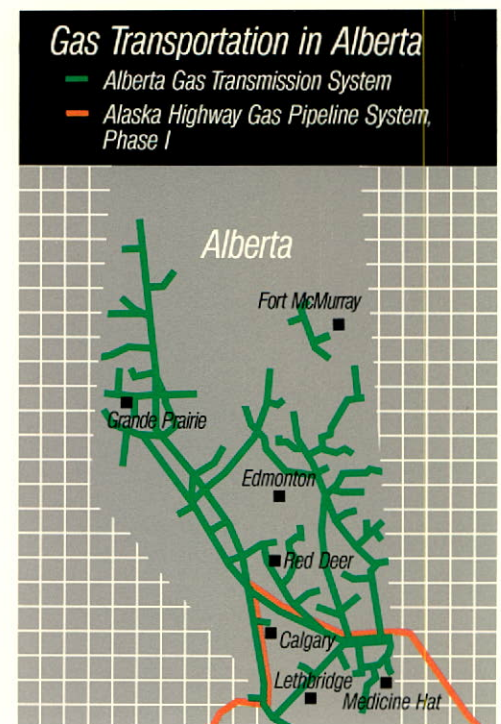 Gas Transportation in Alberta
Alberta Gas Transmission System
Alaska Highway Gas Pipeline System,
Phase I
Alberta
Fort McMurray
Grande Prairie
Edmonton
Red Deer
Calgary
Lethbridge
Medicine Hat